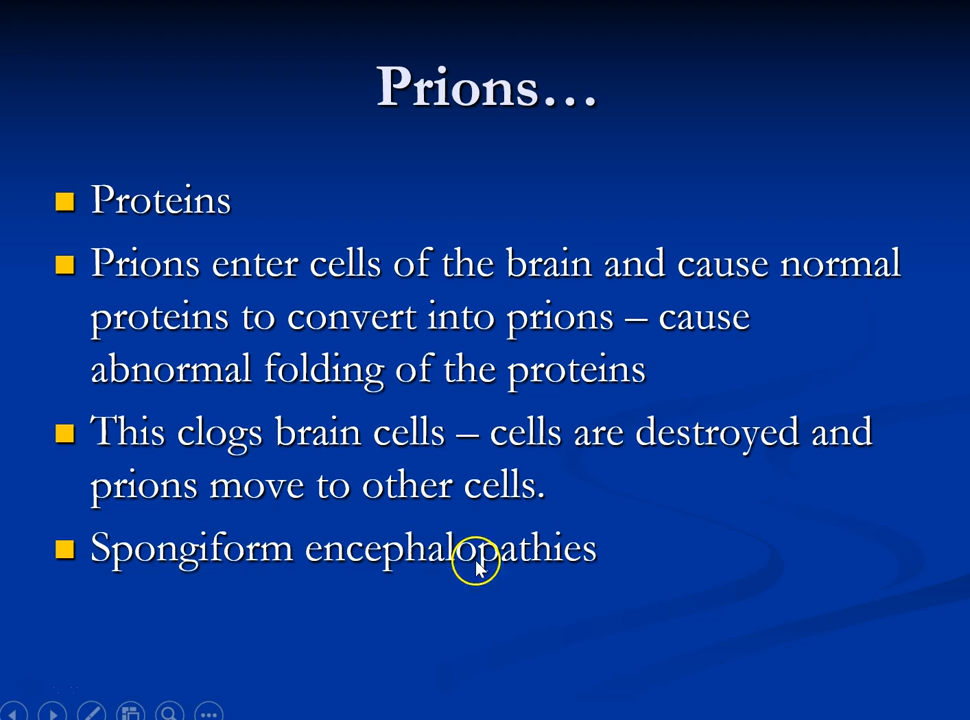 Prions…
Proteins
Prions enter cells of the brain and cause normal
proteins to convert into prions – cause
abnormal folding of the proteins
This clogs brain cells – cells are destroyed and
prions move to other cells.
Spongiform encephalopathies